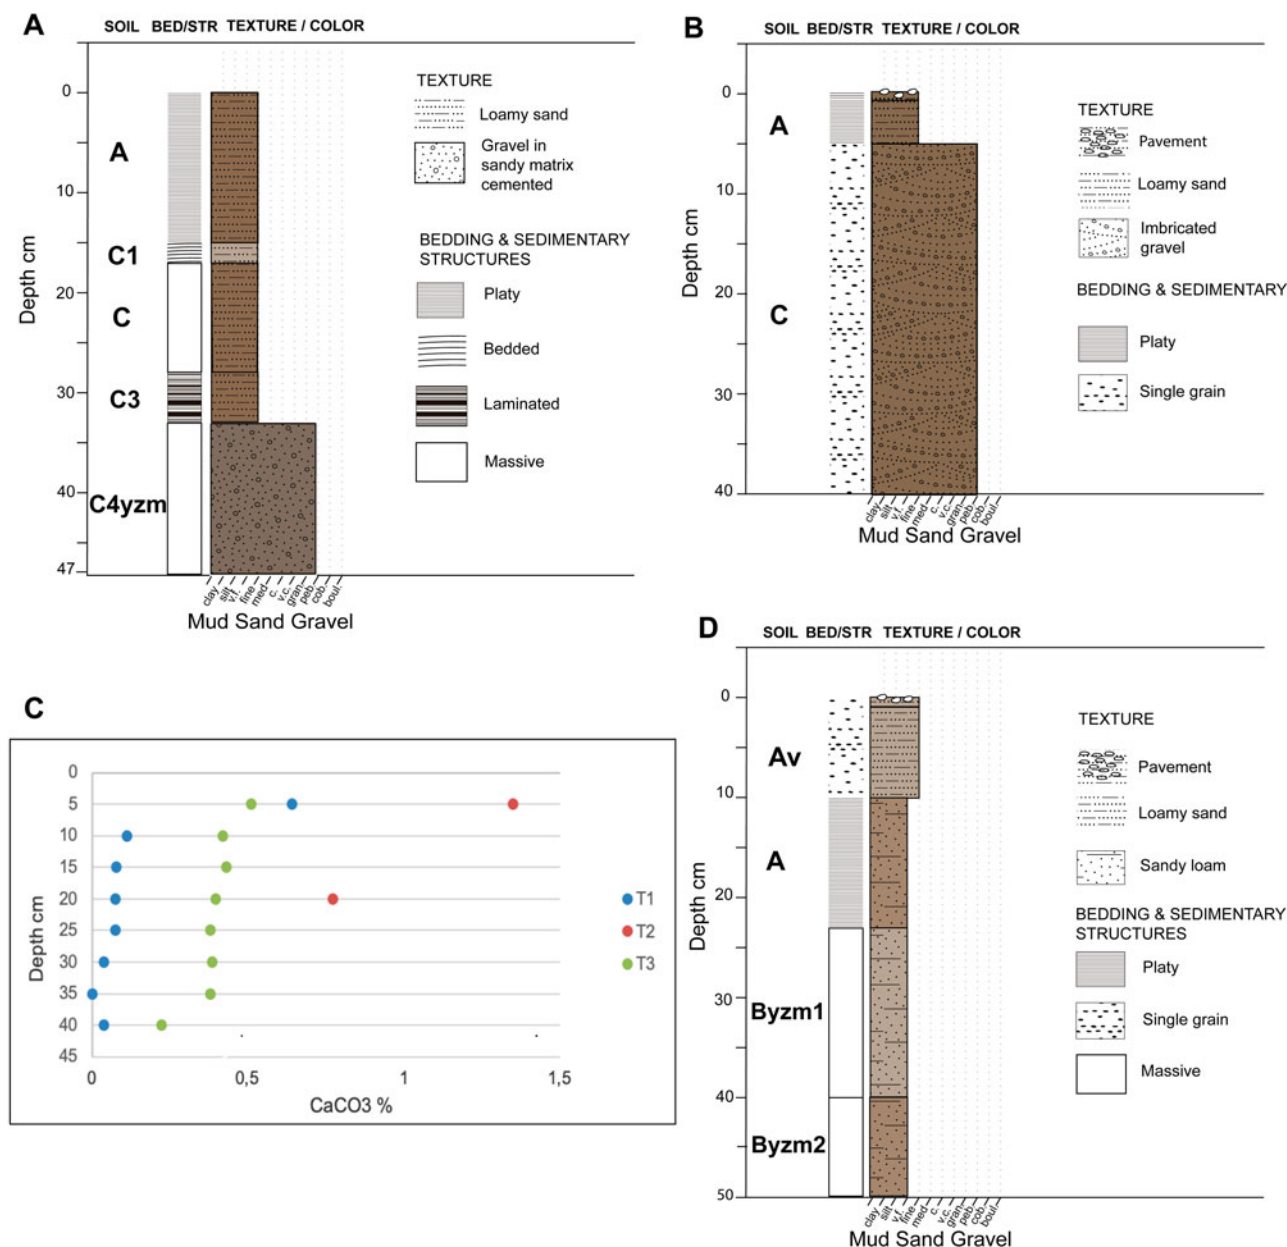 A
SOIL BED/STR TEXTURE / COLOR
0
10
20
30
40
47
Depth cm
A
C1
C
C3
C4yzm
clay silt v.f. fine med c. v.c. gran. peb. cob. boul.
Mud Sand Gravel
TEXTURE
Loamy sand
Gravel in
sandy matrix
cemented
BEDDING & SEDIMENTARY
STRUCTURES
Platy
Bedded
Laminated
Massive
B
SOIL BED/STR TEXTURE / COLOR
0
10
20
30
40
Depth cm
A
C
clay silt v.f. fine med c. v.c. gran. peb. cob. boul.
Mud Sand Gravel
TEXTURE
Pavement
Loamy sand
Imbricated
gravel
BEDDING & SEDIMENTARY
Platy
Single grain
C
0
5
10
15
20
25
30
35
40
45
Depth cm
0 0,5 1 1,5
CaCO3 %
T1
T2
T3
D
SOIL BED/STR TEXTURE / COLOR
0
10
20
30
40
50
Depth cm
Av
A
Byzm1
Byzm2
clay silt v.f. fine med c. v.c. gran. peb. cob. boul.
Mud Sand Gravel
TEXTURE
Pavement
Loamy sand
Sandy loam
BEDDING & SEDIMENTARY
STRUCTURES
Platy
Single grain
Massive